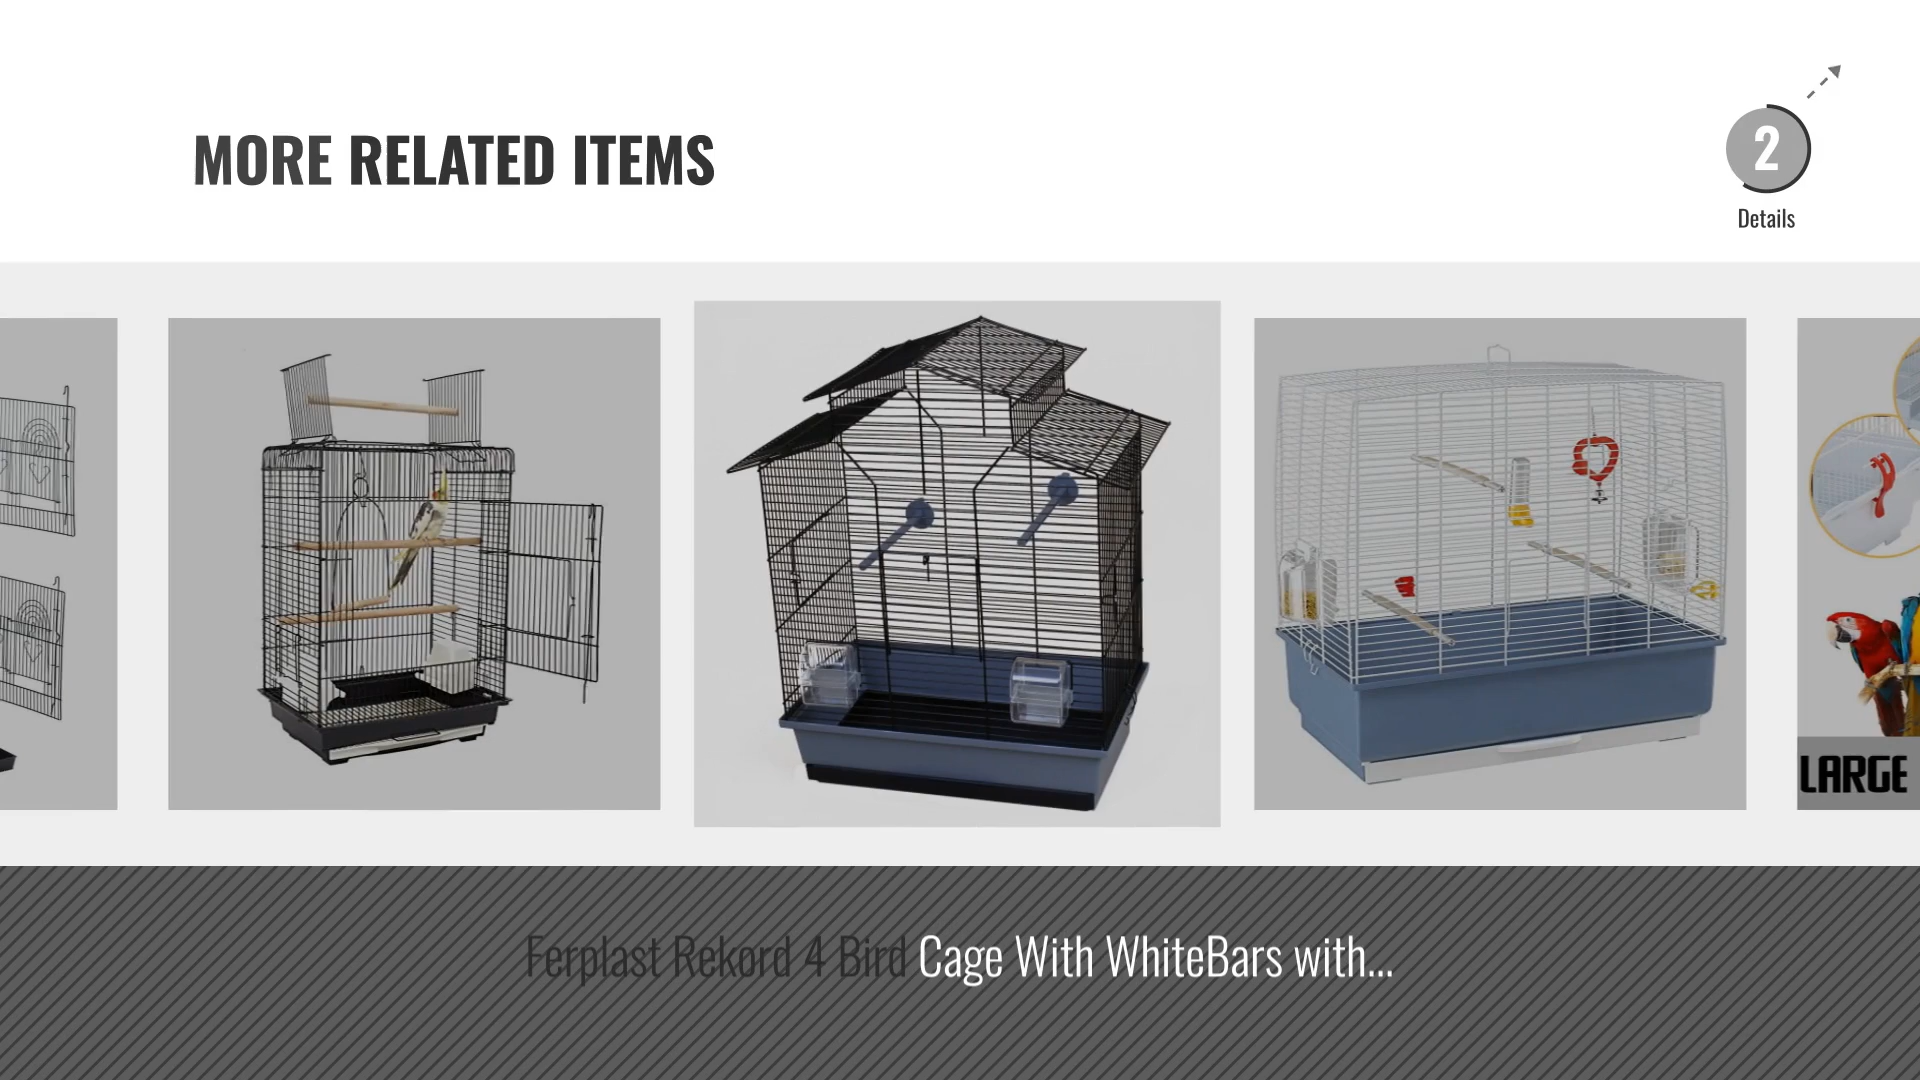 MORE RELATED ITEMS
2
Details
LARGE
Ferplast Rekord 4 Bird Cage With WhiteBars with...